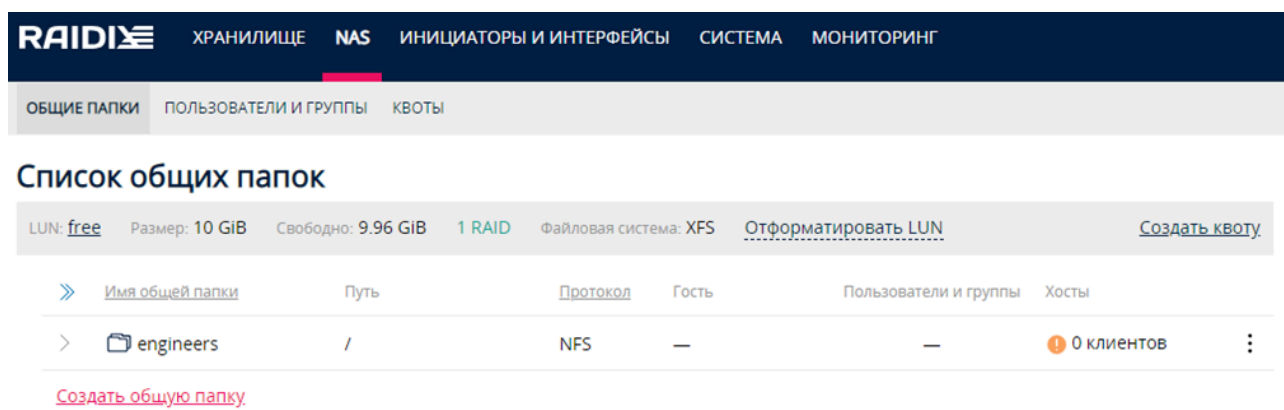 RAIDIX ХРАНИЛИЩЕ NAS ИНИЦИАТОРЫ И ИНТЕРФЕЙСЫ СИСТЕМА МОНИТОРИНГ
ОБЩИЕ ПАПКИ ПОЛЬЗОВАТЕЛИ И ГРУППЫ КВОТЫ
Список общих папок
LUN: free Размер: 10 GiB Свободно: 9.96 GiB 1 RAID Файловая система: XFS Отформатировать LUN Создать квоту
Имя общей папки Путь Протокол Гость Пользователи и группы Хосты
engineers / NFS — — 0 клиентов
Создать общую папку